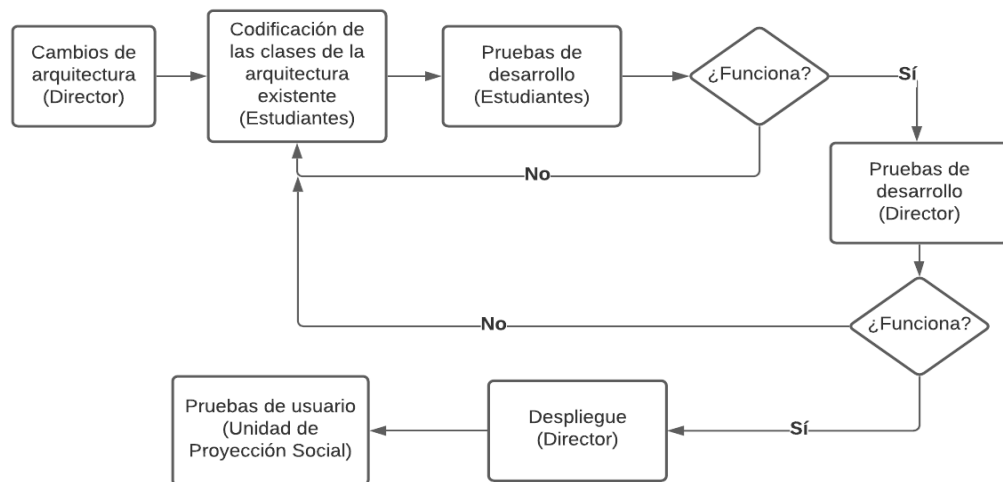 Cambios de
arquitectura
(Director)
Codificación de
las clases de la
arquitectura
existente
(Estudiantes)
Pruebas de
desarrollo
(Estudiantes)
¿Funciona?
Sí
No
Pruebas de
desarrollo
(Director)
¿Funciona?
No
Sí
Despliegue
(Director)
Pruebas de usuario
(Unidad de
Proyección Social)